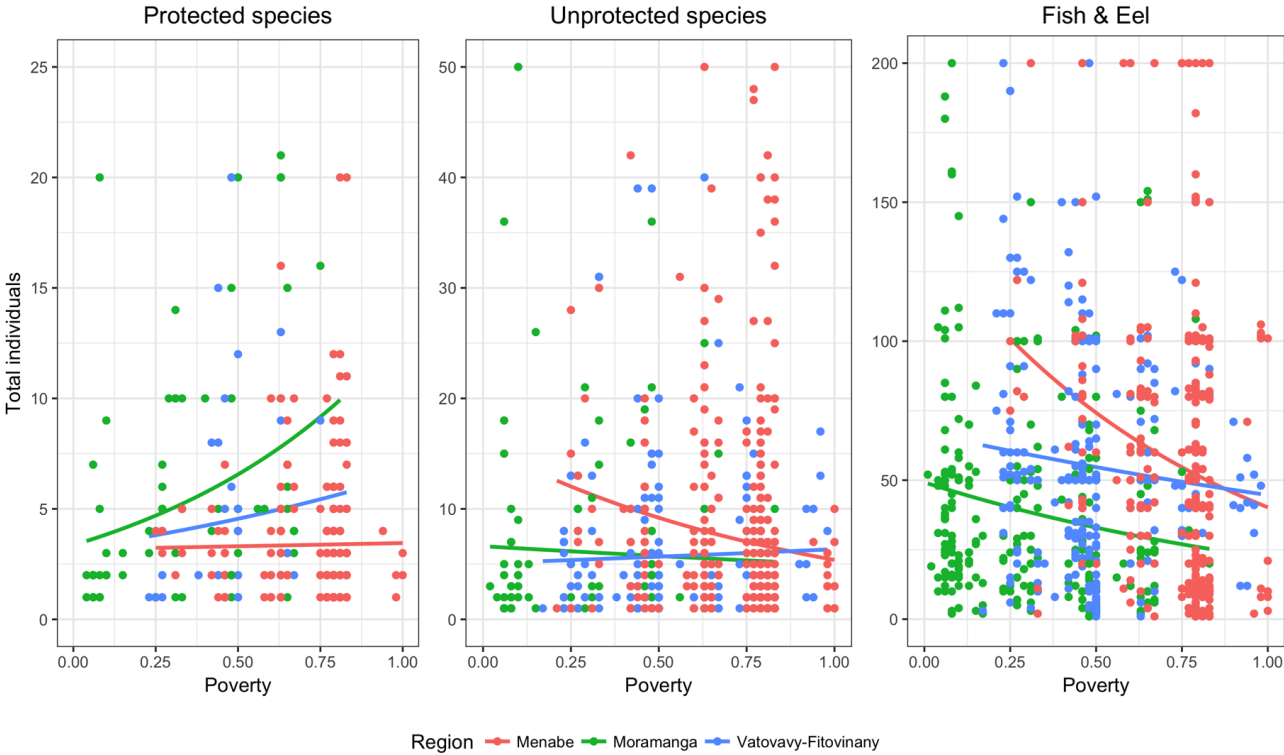 Protected species
Unprotected species
Fish & Eel
Total individuals
25
20
15
10
5
0
0.00 0.25 0.50 0.75 1.00
Poverty
50
40
30
20
10
0
0.00 0.25 0.50 0.75 1.00
Poverty
200
150
100
50
0
0.00 0.25 0.50 0.75 1.00
Poverty
Region Menabe Moramanga Vatovavy-Fitovinany